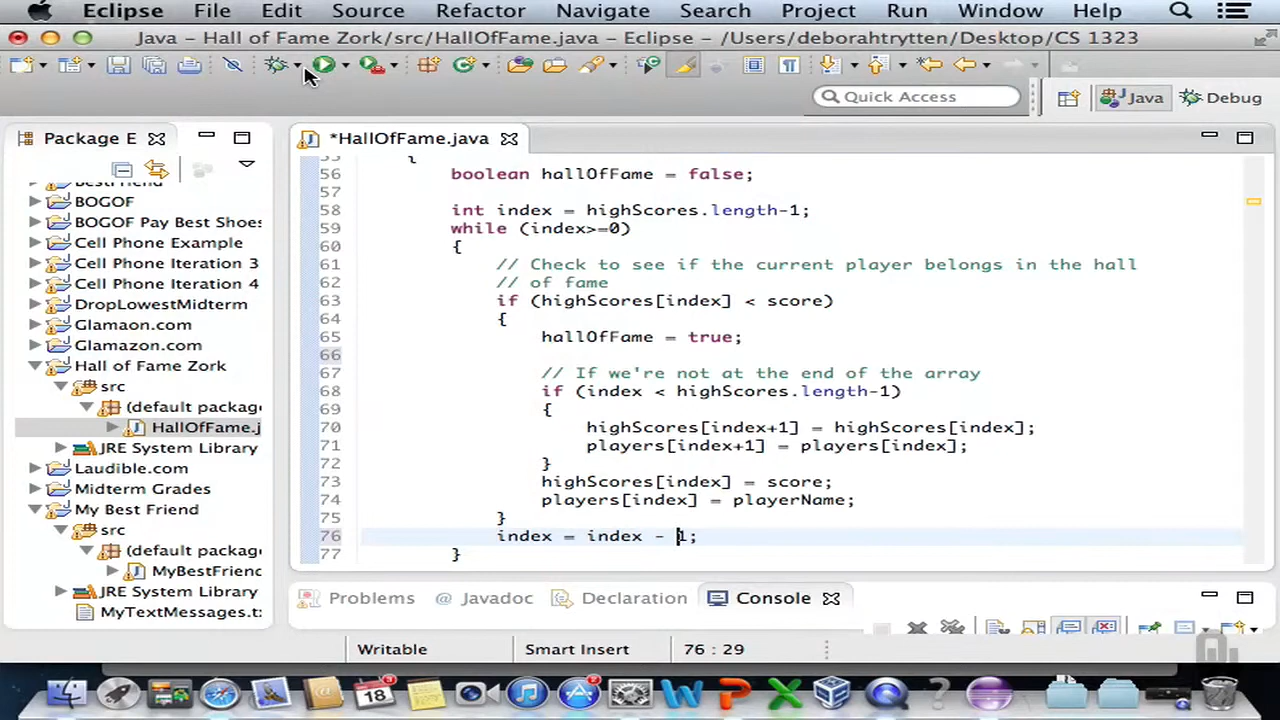 Eclipse File Edit Source Refactoring Navigate Search Project Run Window Help
Java - Hall of Fame Zork/src/HallOfFame.java - Eclipse - /Users/deborahtrytten/Desktop/CS 1323
Quick Access
Java
Debug
Package E
*HallOfFame.java
BOGOF
BOGOF Pay Best Shoes
Cell Phone Example
Cell Phone Iteration 3
Cell Phone Iteration 4
DropLowestMidterm
Glamaon.com
Glamazon.com
Hall of Fame Zork
src
(default package
HallOfFame.j
JRE System Library
Laudible.com
Midterm Grades
My Best Friend
src
(default package
MyBestFrienc
JRE System Library
MyTextMessages.tx
55 {
56 boolean hallOfFame = false;
57
58 int index = highScores.length-1;
59 while (index>=0)
60 {
61 // Check to see if the current player belongs in the hall
62 // of fame
63 if (highScores[index] < score)
64 {
65 hallOfFame = true;
66
67 // If we're not at the end of the array
68 if (index < highScores.length-1)
69 {
70 highScores[index+1] = highScores[index];
71 players[index+1] = players[index];
72 }
73 highScores[index] = score;
74 players[index] = playerName;
75 }
76 index = index - 1;
77 }
Problems @ Javadoc Declaration Console
Writable Smart Insert 76 : 29
18